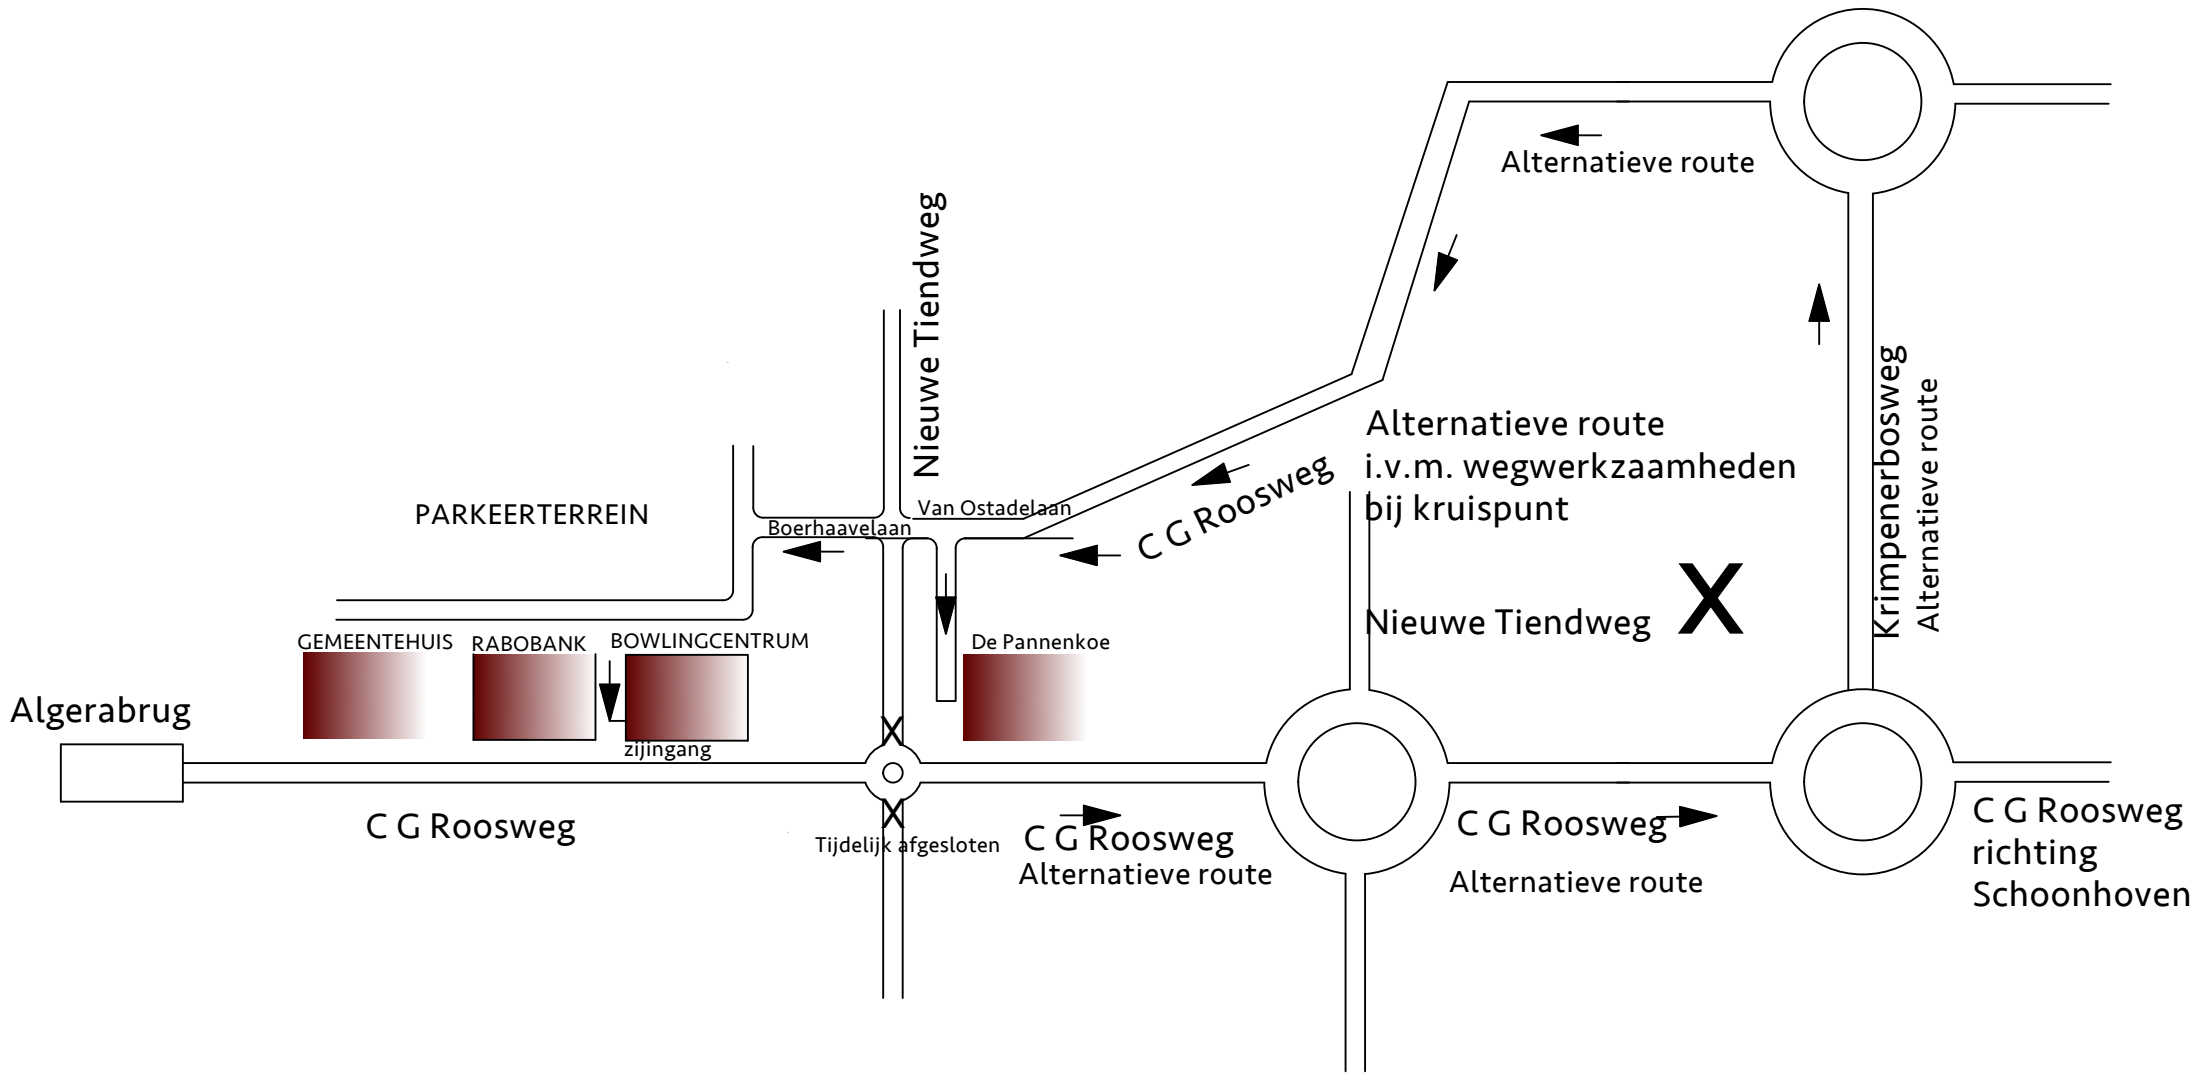 Alternatieve route
Nieuwe Tiendweg
Krimpenerbosweg
Alternatieve route
Alternatieve route
i.v.m. wegwerkzaamheden
bij kruispunt
Nieuwe Tiendweg X
C G Roosweg
Van Ostadelaan
Boerhaavelaan
PARKEERTERREIN
GEMEENTEHUIS
RABOBANK
BOWLINGCENTRUM
De Pannenkoe
Algerabrug
zijingang
X
X
C G Roosweg
Tijdelijk afgesloten
C G Roosweg
Alternatieve route
C G Roosweg
Alternatieve route
C G Roosweg
richting
Schoonhoven